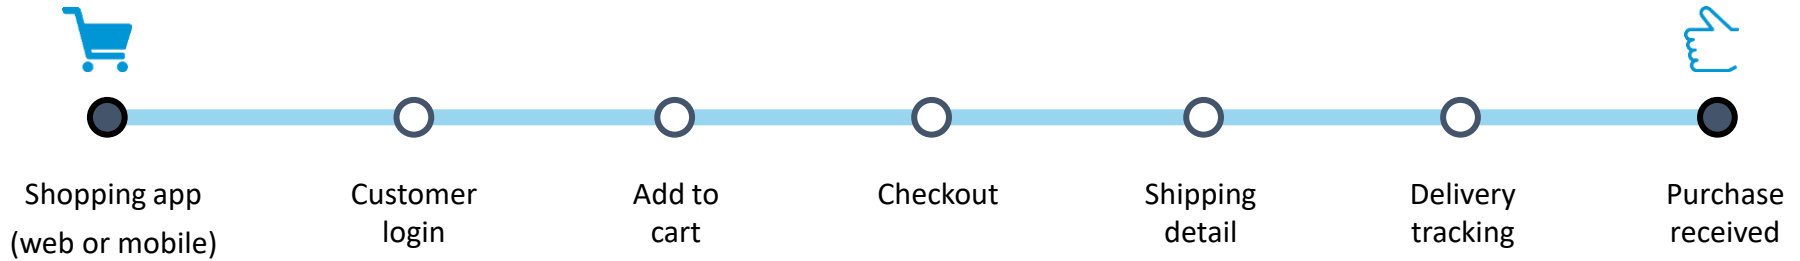 Shopping app
(web or mobile)
Customer
login
Add to
cart
Checkout
Shipping
detail
Delivery
tracking
Purchase
received